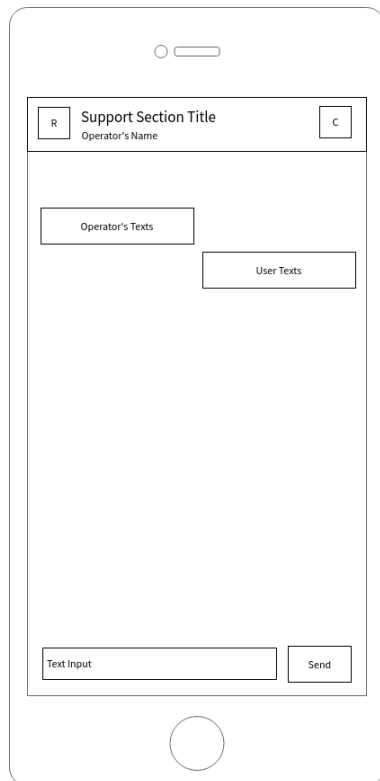 R
Support Section Title
Operator's Name
C
Operator's Texts
User Texts
Text Input
Send